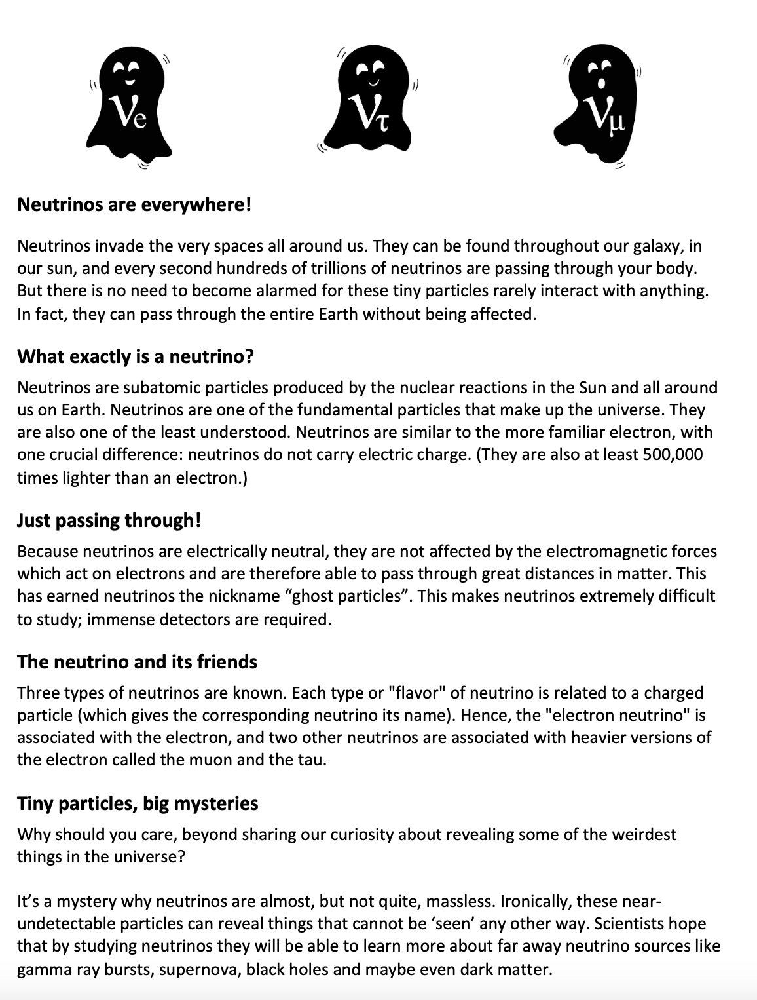 νe
ντ
νμ
Neutrinos are everywhere!
Neutrinos invade the very spaces all around us. They can be found throughout our galaxy, in
our sun, and every second hundreds of trillions of neutrinos are passing through your body.
But there is no need to become alarmed for these tiny particles rarely interact with anything.
In fact, they can pass through the entire Earth without being affected.
What exactly is a neutrino?
Neutrinos are subatomic particles produced by the nuclear reactions in the Sun and all around
us on Earth. Neutrinos are one of the fundamental particles that make up the universe. They
are also one of the least understood. Neutrinos are similar to the more familiar electron, with
one crucial difference: neutrinos do not carry electric charge. (They are also at least 500,000
times lighter than an electron.)
Just passing through!
Because neutrinos are electrically neutral, they are not affected by the electromagnetic forces
which act on electrons and are therefore able to pass through great distances in matter. This
has earned neutrinos the nickname “ghost particles”. This makes neutrinos extremely difficult
to study; immense detectors are required.
The neutrino and its friends
Three types of neutrinos are known. Each type or "flavor" of neutrino is related to a charged
particle (which gives the corresponding neutrino its name). Hence, the "electron neutrino" is
associated with the electron, and two other neutrinos are associated with heavier versions of
the electron called the muon and the tau.
Tiny particles, big mysteries
Why should you care, beyond sharing our curiosity about revealing some of the weirdest
things in the universe?
It’s a mystery why neutrinos are almost, but not quite, massless. Ironically, these near-
undetectable particles can reveal things that cannot be ‘seen’ any other way. Scientists hope
that by studying neutrinos they will be able to learn more about far away neutrino sources like
gamma ray bursts, supernova, black holes and maybe even dark matter.